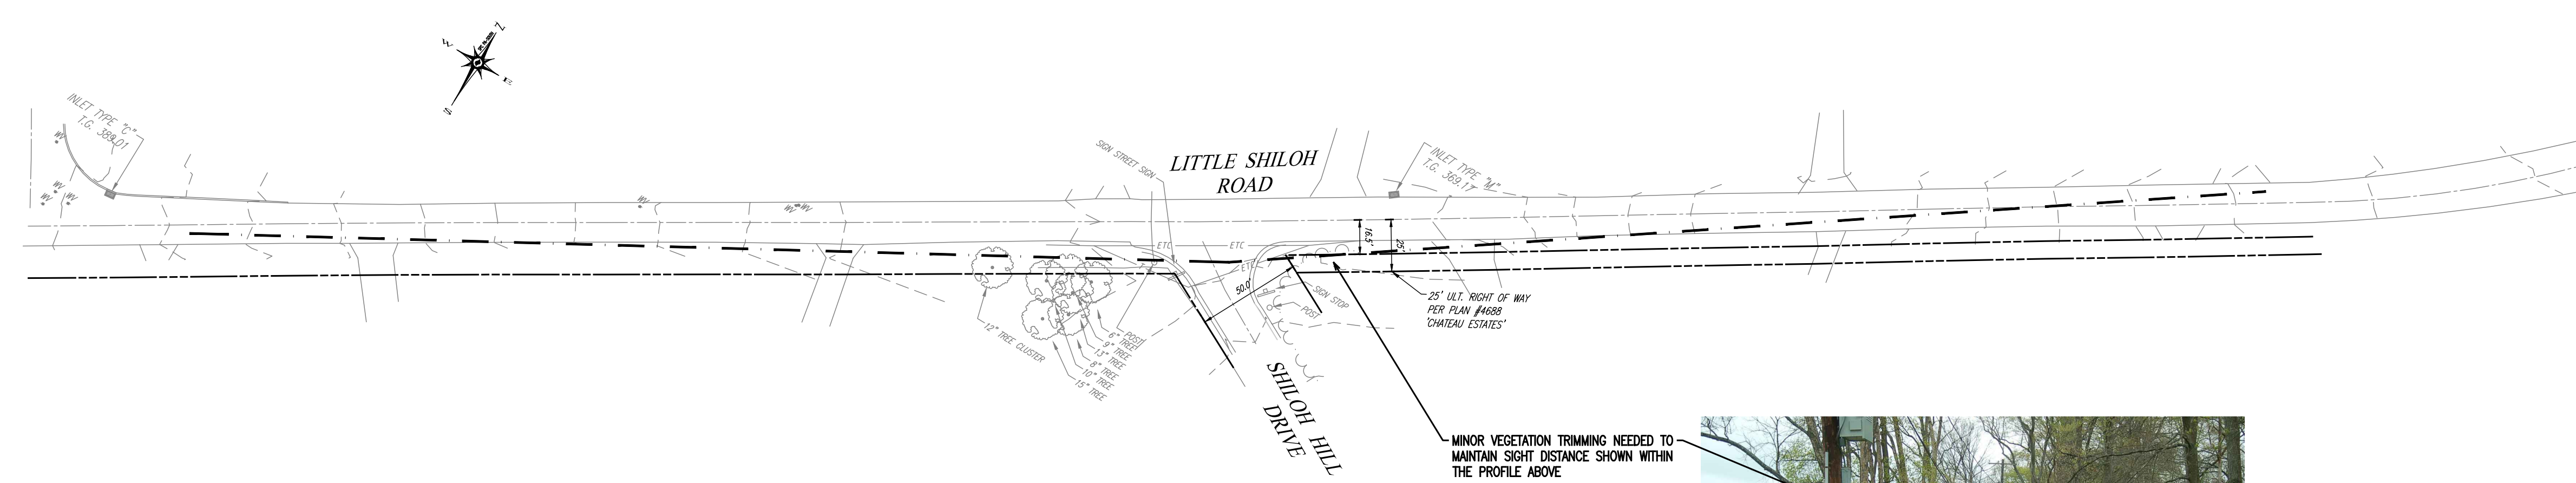 N
W
E
S
INLET TYPE "C"
T.G. 389.01
WV
WV
WV
WV
WV
WV
WV
SIGN STREET SIGN
LITTLE SHILOH
ROAD
INLET TYPE "M"
T.G. 369.17
ETC
ETC
ETC
16.5'
25'
50.0'
SIGN STOP
POST
25' ULT. RIGHT OF WAY
PER PLAN #4688
'CHATEAU ESTATES'
12" TREE CLUSTER
POST
6" TREE
9" TREE
13" TREE
8" TREE
10" TREE
15" TREE
SHILOH HILL
DRIVE
MINOR VEGETATION TRIMMING NEEDED TO
MAINTAIN SIGHT DISTANCE SHOWN WITHIN
THE PROFILE ABOVE